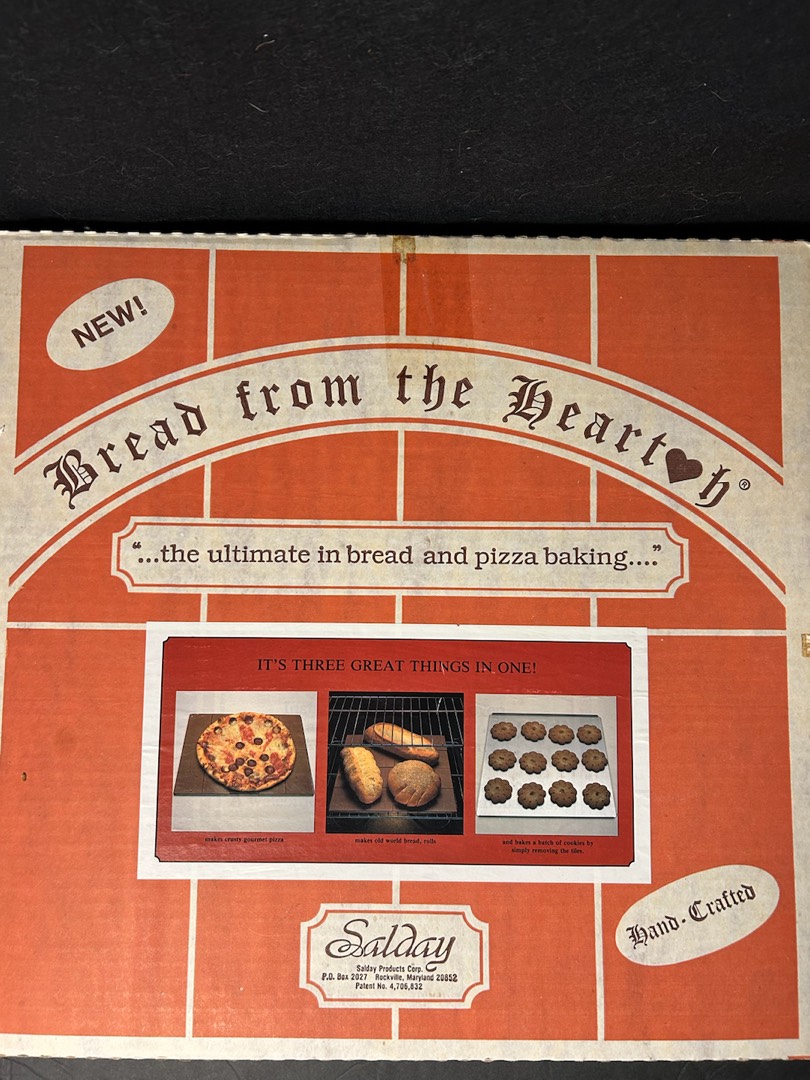 NEW!
Bread from the Heart♥h®
"...the ultimate in bread and pizza baking...."
IT'S THREE GREAT THINGS IN ONE!
makes crusty gourmet pizza
makes old world bread, rolls
and bakes a batch of cookies by
simply removing the tiles.
Hand-Crafted
Salday
Salday Products Corp.
P.O. Box 2027 Rockville, Maryland 20852
Patent No. 4,706,832